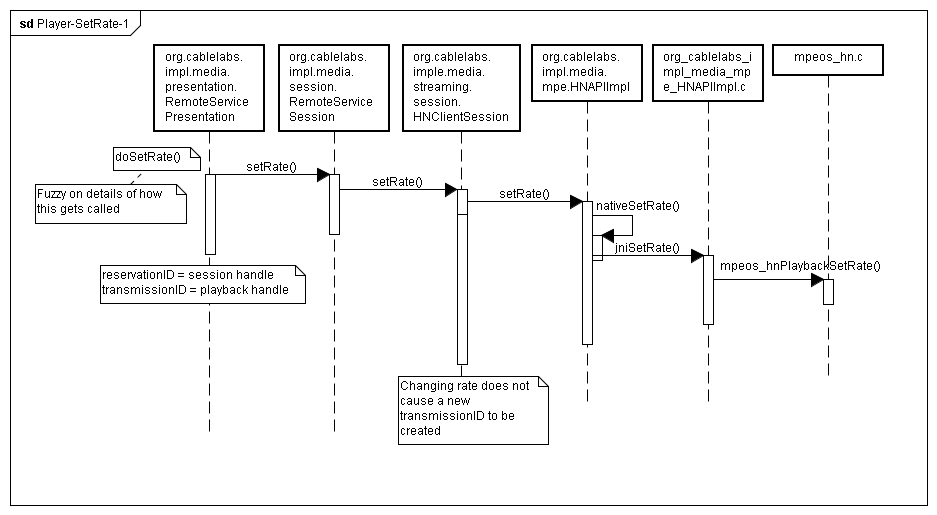 sd Player-SetRate-1
org.cablelabs.
impl.media.
presentation.
RemoteService
Presentation
org.cablelabs.
impl.media.
session.
RemoteService
Session
org.cablelabs.
imple.media.
streaming.
session.
HNClientSession
org.cablelabs.
impl.media.
mpe.HNAPIImpl
org_cablelabs_i
mpl_media_mp
e_HNAPIImpl.c
mpeos_hn.c
doSetRate()
setRate()
setRate()
setRate()
nativeSetRate()
jniSetRate()
mpeos_hnPlaybackSetRate()
Fuzzy on details of how
this gets called
reservationID = session handle
transmissionID = playback handle
Changing rate does not
cause a new
transmissionID to be
created